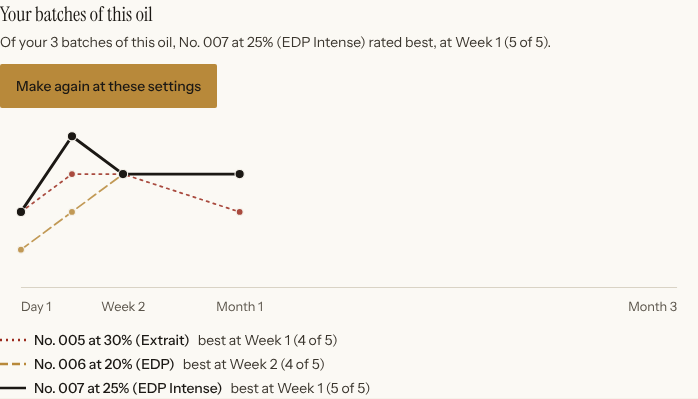 Your batches of this oil
Of your 3 batches of this oil, No. 007 at 25% (EDP Intense) rated best, at Week 1 (5 of 5).
Make again at these settings
Day 1 Week 2 Month 1 Month 3
No. 005 at 30% (Extrait) best at Week 1 (4 of 5)
No. 006 at 20% (EDP) best at Week 2 (4 of 5)
No. 007 at 25% (EDP Intense) best at Week 1 (5 of 5)